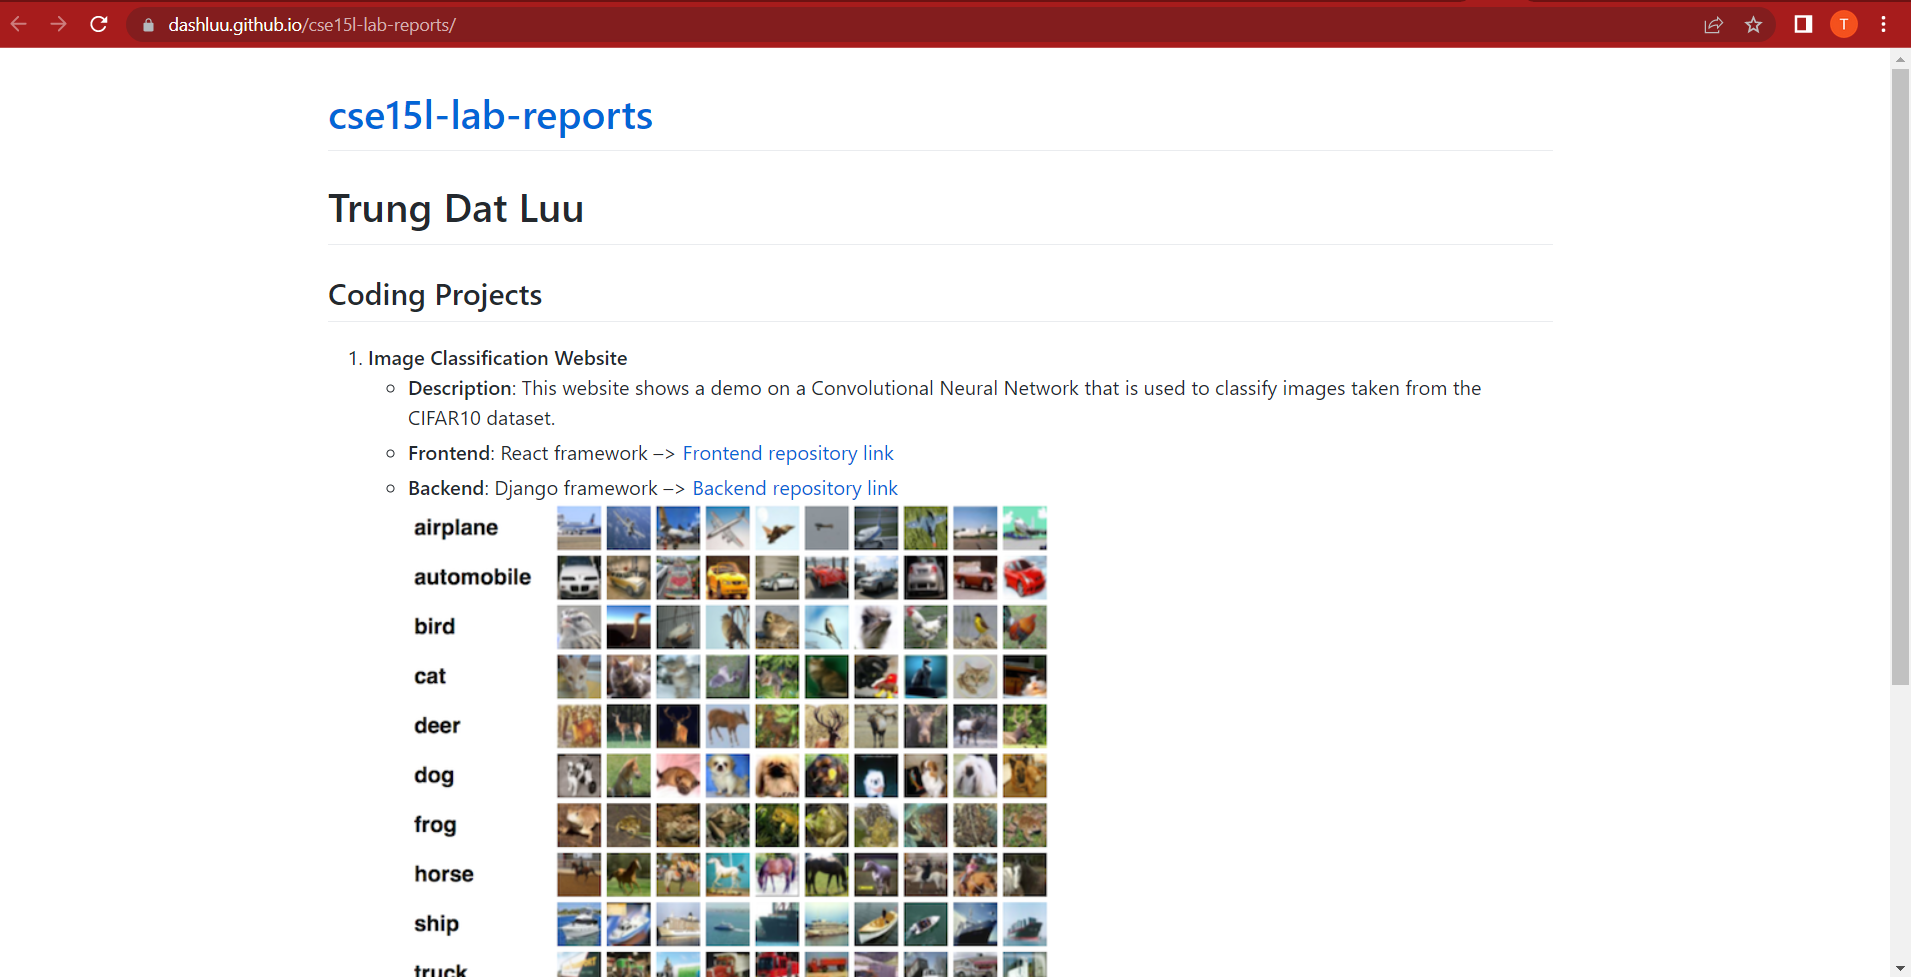 dashluu.github.io/cse15l-lab-reports/
T
cse15l-lab-reports
Trung Dat Luu
Coding Projects
1. Image Classification Website
Description: This website shows a demo on a Convolutional Neural Network that is used to classify images taken from the
CIFAR10 dataset.
Frontend: React framework –> Frontend repository link
Backend: Django framework –> Backend repository link
airplane
automobile
bird
cat
deer
dog
frog
horse
ship
truck